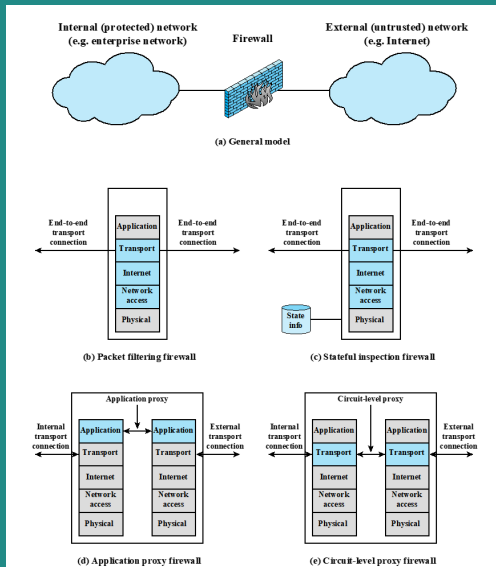 Internal (protected) network
(e.g. enterprise network)
Firewall
External (untrusted) network
(e.g. Internet)
(a) General model
End-to-end
transport
connection
Application
Transport
Internet
Network
access
Physical
End-to-end
transport
connection
(b) Packet filtering firewall
End-to-end
transport
connection
Application
Transport
Internet
Network
access
Physical
End-to-end
transport
connection
State
info
(c) Stateful inspection firewall
Application proxy
Internal
transport
connection
Application
Transport
Internet
Network
access
Physical
Application
Transport
Internet
Network
access
Physical
External
transport
connection
(d) Application proxy firewall
Circuit-level proxy
Internal
transport
connection
Application
Transport
Internet
Network
access
Physical
Application
Transport
Internet
Network
access
Physical
External
transport
connection
(e) Circuit-level proxy firewall